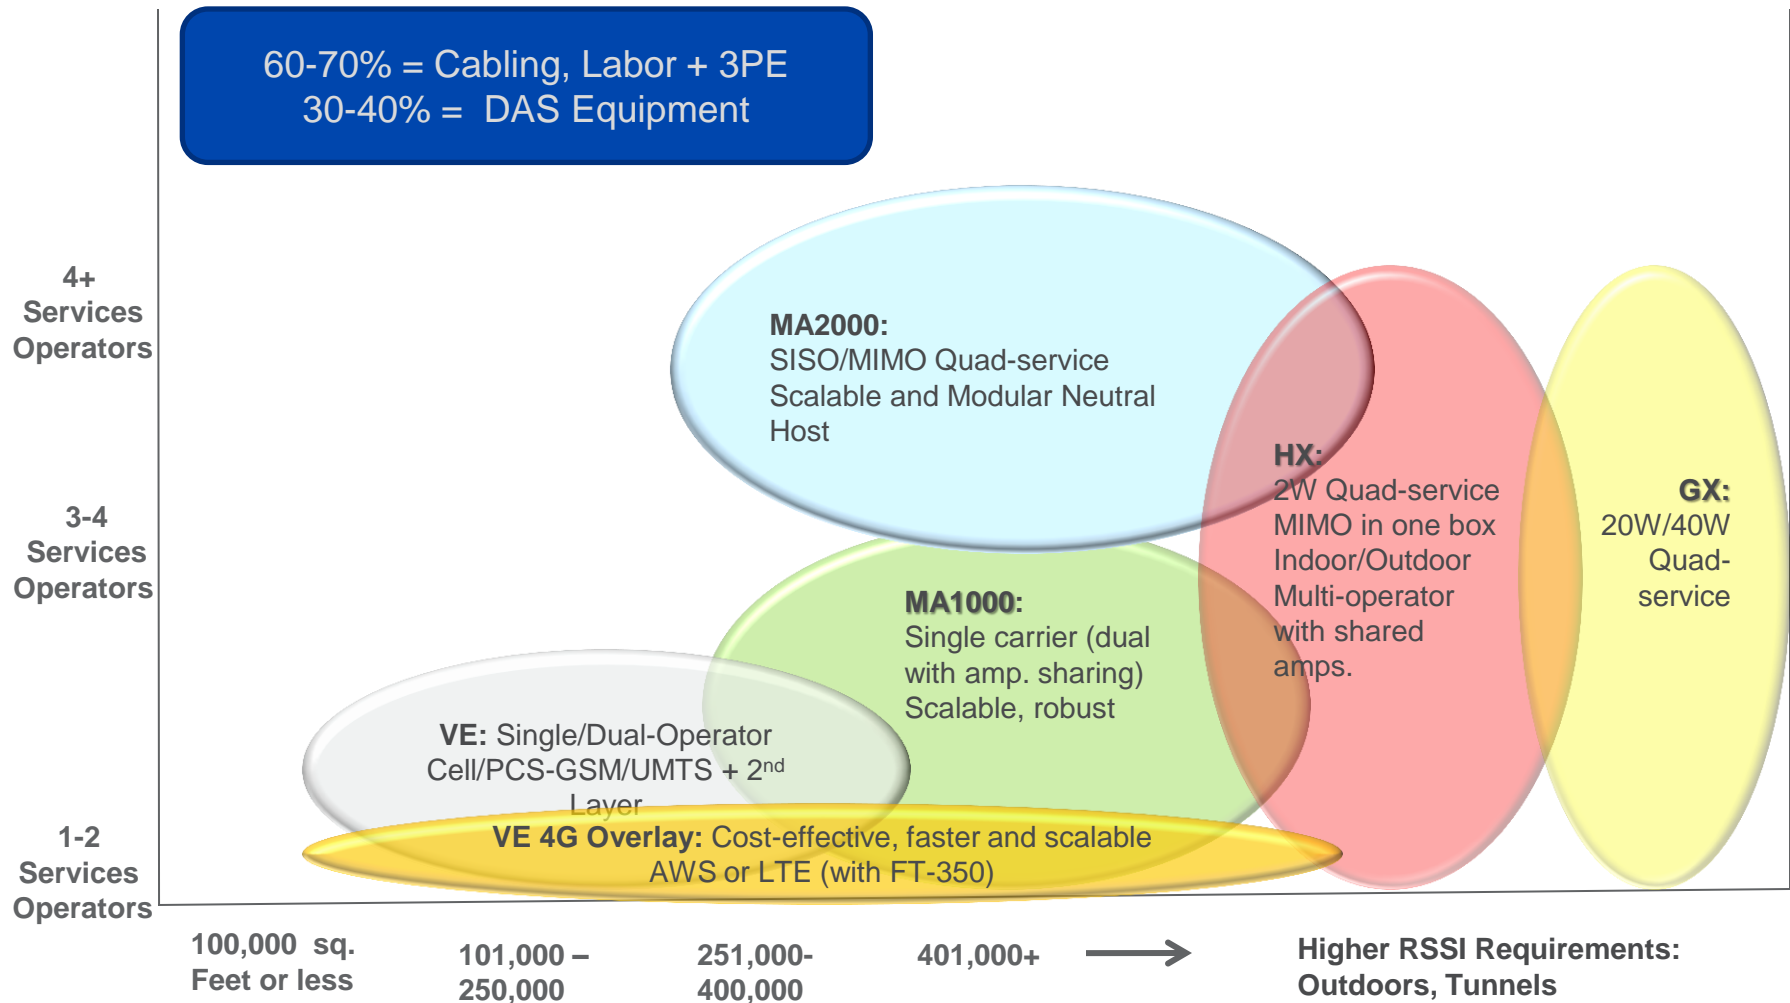 60-70% = Cabling, Labor + 3PE
30-40% = DAS Equipment
4+
Services
Operators
3-4
Services
Operators
1-2
Services
Operators
MA2000:
SISO/MIMO Quad-service
Scalable and Modular Neutral
Host
HX:
2W Quad-service
MIMO in one box
Indoor/Outdoor
Multi-operator
with shared
amps.
GX:
20W/40W
Quad-
service
MA1000:
Single carrier (dual
with amp. sharing)
Scalable, robust
VE: Single/Dual-Operator
Cell/PCS-GSM/UMTS + 2nd
Layer
VE 4G Overlay: Cost-effective, faster and scalable
AWS or LTE (with FT-350)
100,000 sq.
Feet or less
101,000 –
250,000
251,000-
400,000
401,000+
Higher RSSI Requirements:
Outdoors, Tunnels